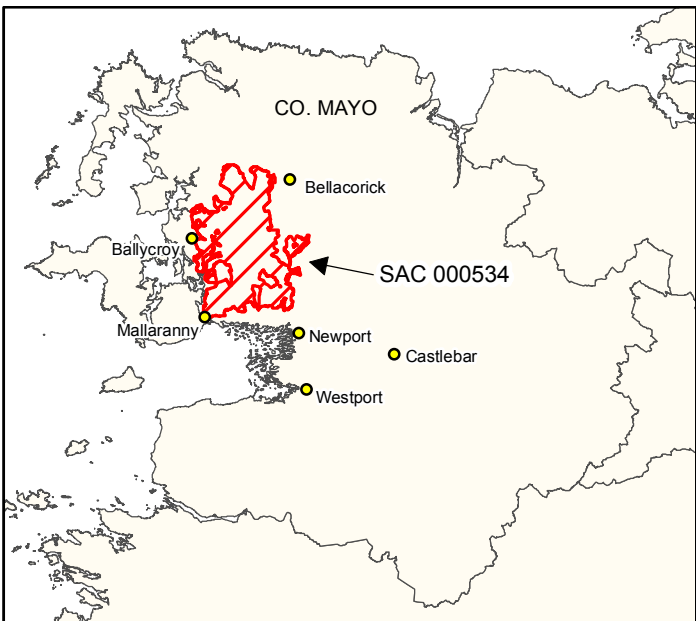 CO. MAYO
Bellacorick
Ballycroy
SAC 000534
Mallaranny
Newport
Castlebar
Westport